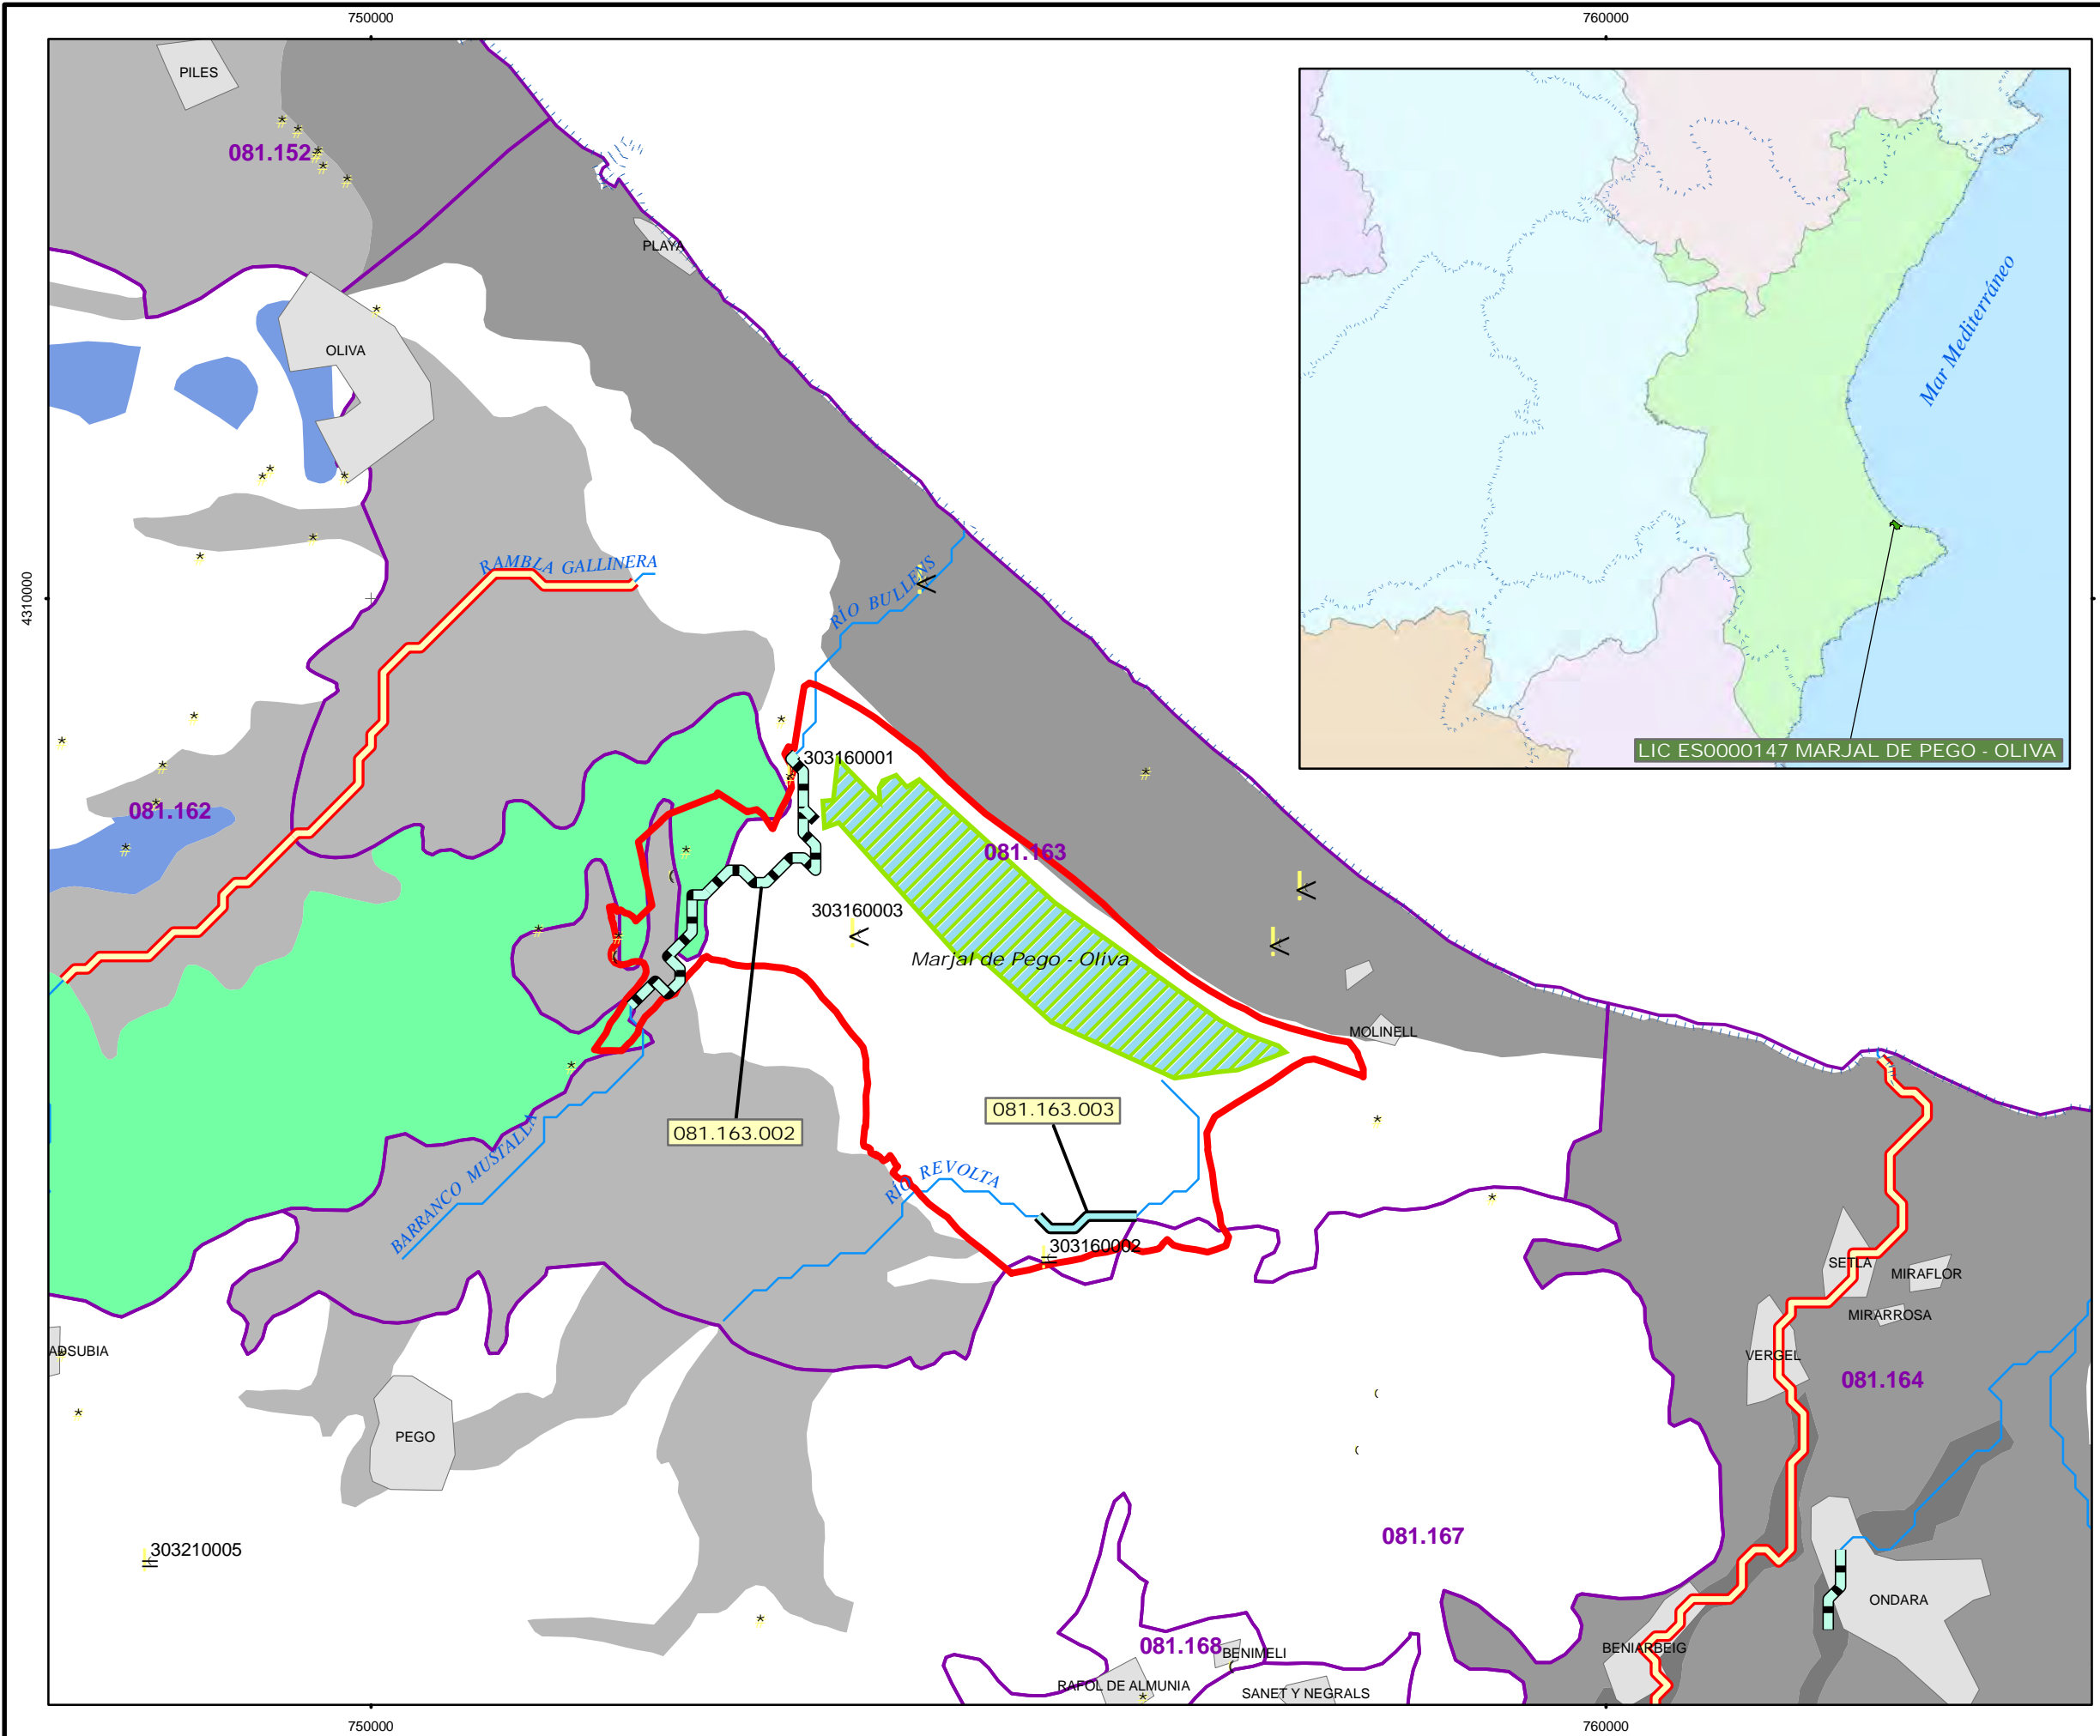 750000
760000
PILES
081.152
PLAYA
OLIVA
Mar Mediterráneo
4310000
RAMBLA GALLINERA
RÍO BULLENS
LIC ES0000147 MARJAL DE PEGO - OLIVA
303160001
081.162
081.163
303160003
Marjal de Pego - Oliva
MOLINELL
081.163.002
081.163.003
BARRANCO MUSTALLA
RÍO REVOLTA
303160002
SETLA
MIRAFLOR
MIRARROSA
ADSUBIA
VERGEL
081.164
PEGO
081.167
303210005
ONDARA
081.168
BENIMELI
BENIARBEIG
RAFOL DE ALMUNIA
SANET Y NEGRALS
750000
760000